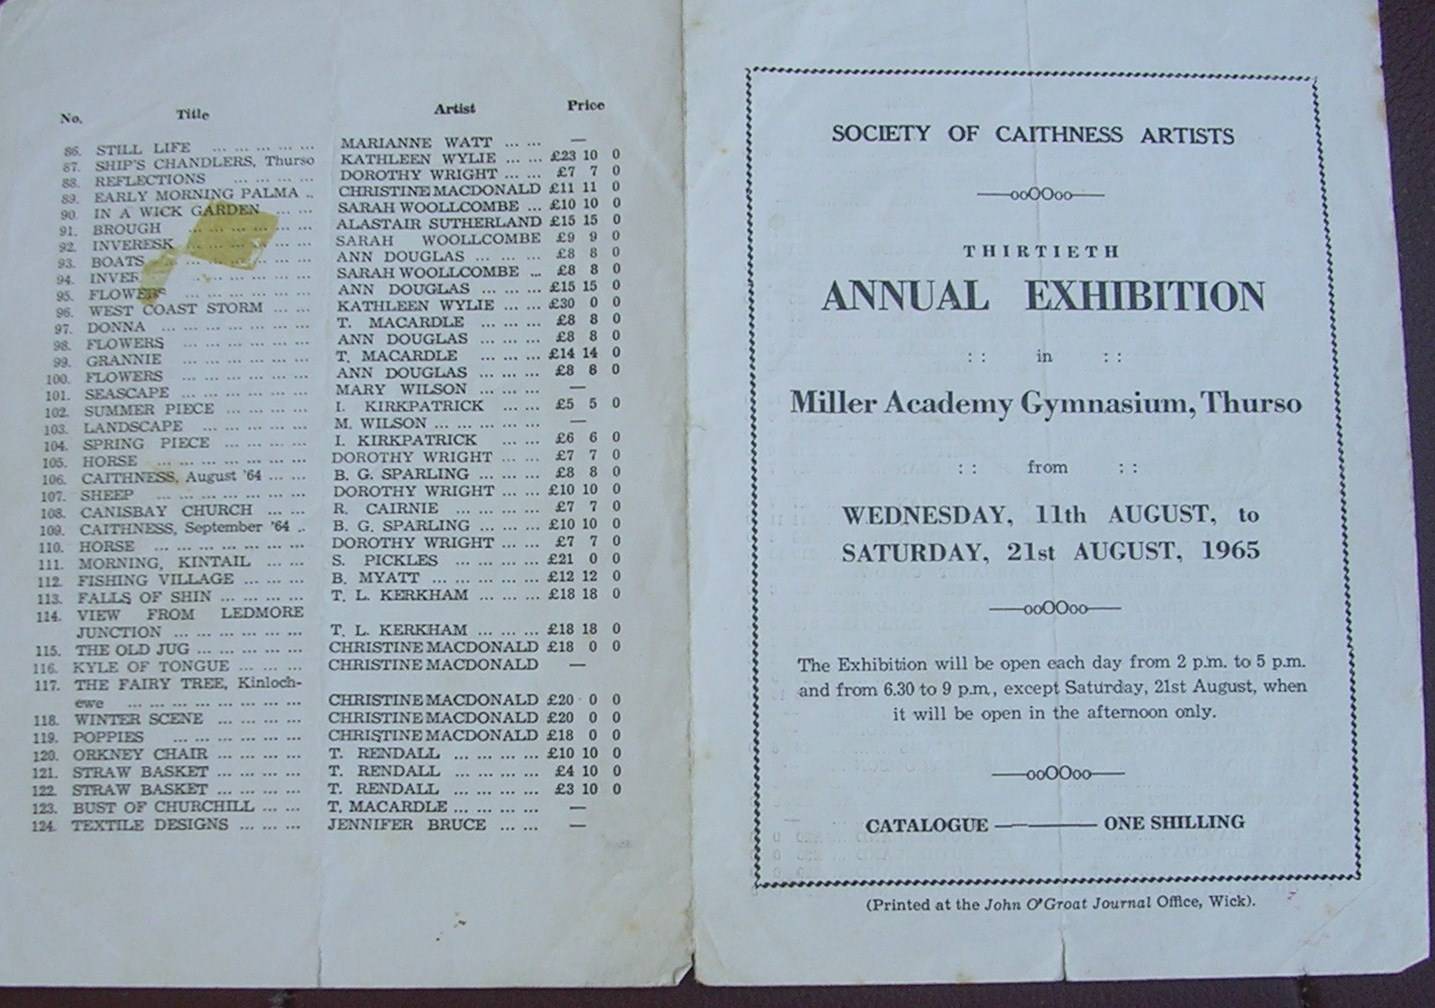 No. Title Artist Price
86. STILL LIFE ... ... ... ... ... MARIANNE WATT ... ... —
87. SHIP'S CHANDLERS, Thurso KATHLEEN WYLIE ... ... £23 10 0
88. REFLECTIONS ... ... ... ... DOROTHY WRIGHT ... ... £7 7 0
89. EARLY MORNING PALMA .. CHRISTINE MACDONALD £11 11 0
90. IN A WICK GARDEN ... ... SARAH WOOLLCOMBE ... £10 10 0
91. BROUGH ... ... ... ... ... ALASTAIR SUTHERLAND £15 15 0
92. INVERESK ... ... ... ... ... SARAH WOOLLCOMBE £9 9 0
93. BOATS ... ... ... ... ... ANN DOUGLAS ... ... ... £8 8 0
94. INVER ... ... ... ... SARAH WOOLLCOMBE ... £8 8 0
95. FLOWERS ... ... ... ... ... ANN DOUGLAS ... ... ... £15 15 0
96. WEST COAST STORM ... ... KATHLEEN WYLIE ... ... £30 0 0
97. DONNA ... ... ... ... ... ... T. MACARDLE ... ... ... £8 8 0
98. FLOWERS ... ... ... ... ... ANN DOUGLAS ... ... ... £8 8 0
99. GRANNIE ... ... ... ... ... T. MACARDLE ... ... ... £14 14 0
100. FLOWERS ... ... ... ... ... ANN DOUGLAS ... ... ... £8 8 0
101. SEASCAPE ... ... ... ... ... MARY WILSON ... ... ... —
102. SUMMER PIECE ... ... ... ... I. KIRKPATRICK ... ... £5 5 0
103. LANDSCAPE ... ... ... ... ... M. WILSON ... ... ... ... ... —
104. SPRING PIECE ... ... ... ... I. KIRKPATRICK ... ... £6 6 0
105. HORSE ... ... ... ... ... ... ... DOROTHY WRIGHT ... ... £7 7 0
106. CAITHNESS, August '64 ... ... B. G. SPARLING ... ... ... £8 8 0
107. SHEEP ... ... ... ... ... ... ... DOROTHY WRIGHT ... ... £10 10 0
108. CANISBAY CHURCH ... ... R. CAIRNIE ... ... ... ... £7 7 0
109. CAITHNESS, September '64 .. B. G. SPARLING ... ... ... £10 10 0
110. HORSE ... ... ... ... ... ... ... DOROTHY WRIGHT ... ... £7 7 0
111. MORNING, KINTAIL ... ... S. PICKLES ... ... ... ... £21 0 0
112. FISHING VILLAGE ... ... ... B. MYATT ... ... ... ... ... £12 12 0
113. FALLS OF SHIN ... ... ... ... T. L. KERKHAM ... ... ... £18 18 0
114. VIEW FROM LEDMORE
JUNCTION ... ... ... ... ... ... T. L. KERKHAM ... ... ... £18 18 0
115. THE OLD JUG ... ... ... ... ... CHRISTINE MACDONALD £18 0 0
116. KYLE OF TONGUE ... ... ... CHRISTINE MACDONALD —
117. THE FAIRY TREE, Kinloch-
ewe ... ... ... ... ... ... ... ... CHRISTINE MACDONALD £20 0 0
118. WINTER SCENE ... ... ... ... CHRISTINE MACDONALD £20 0 0
119. POPPIES ... ... ... ... ... ... CHRISTINE MACDONALD £18 0 0
120. ORKNEY CHAIR ... ... ... ... T. RENDALL ... ... ... ... £10 10 0
121. STRAW BASKET ... ... ... ... T. RENDALL ... ... ... ... £4 10 0
122. STRAW BASKET ... ... ... ... T. RENDALL ... ... ... ... £3 10 0
123. BUST OF CHURCHILL ... ... T. MACARDLE ... ... ... ... —
124. TEXTILE DESIGNS ... ... ... JENNIFER BRUCE ... ... —
SOCIETY OF CAITHNESS ARTISTS
——ooOOoo——
THIRTIETH
ANNUAL EXHIBITION
: : in : :
Miller Academy Gymnasium, Thurso
: : from : :
WEDNESDAY, 11th AUGUST, to
SATURDAY, 21st AUGUST, 1965
——ooOOoo——
The Exhibition will be open each day from 2 p.m. to 5 p.m.
and from 6.30 to 9 p.m., except Saturday, 21st August, when
it will be open in the afternoon only.
——ooOOoo——
CATALOGUE ———— ONE SHILLING
(Printed at the John O'Groat Journal Office, Wick).